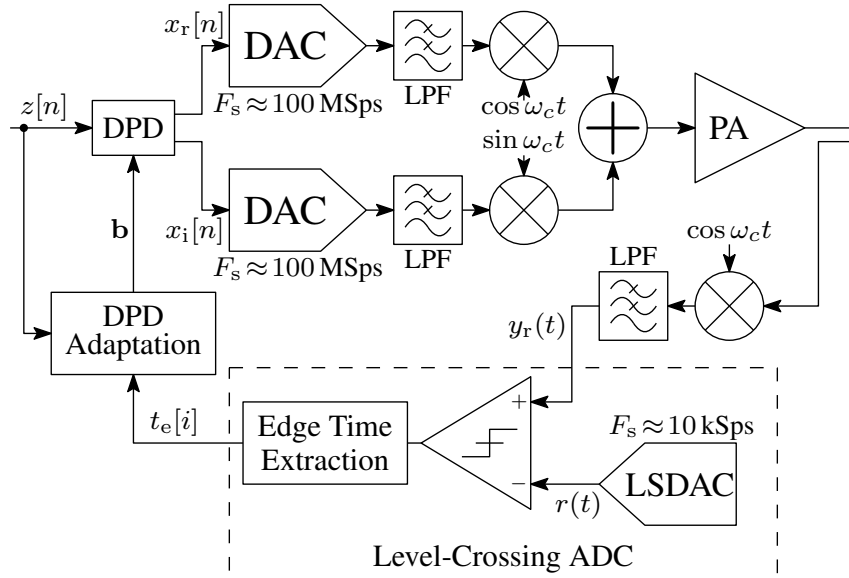 x_r[n]
DAC
F_s ≈ 100 MSps
LPF
cos ω_c t
z[n]
DPD
sin ω_c t
PA
b
x_i[n]
DAC
F_s ≈ 100 MSps
LPF
cos ω_c t
LPF
DPD
Adaptation
y_r(t)
t_e[i]
Edge Time
Extraction
+
−
F_s ≈ 10 kSps
LSDAC
r(t)
Level-Crossing ADC